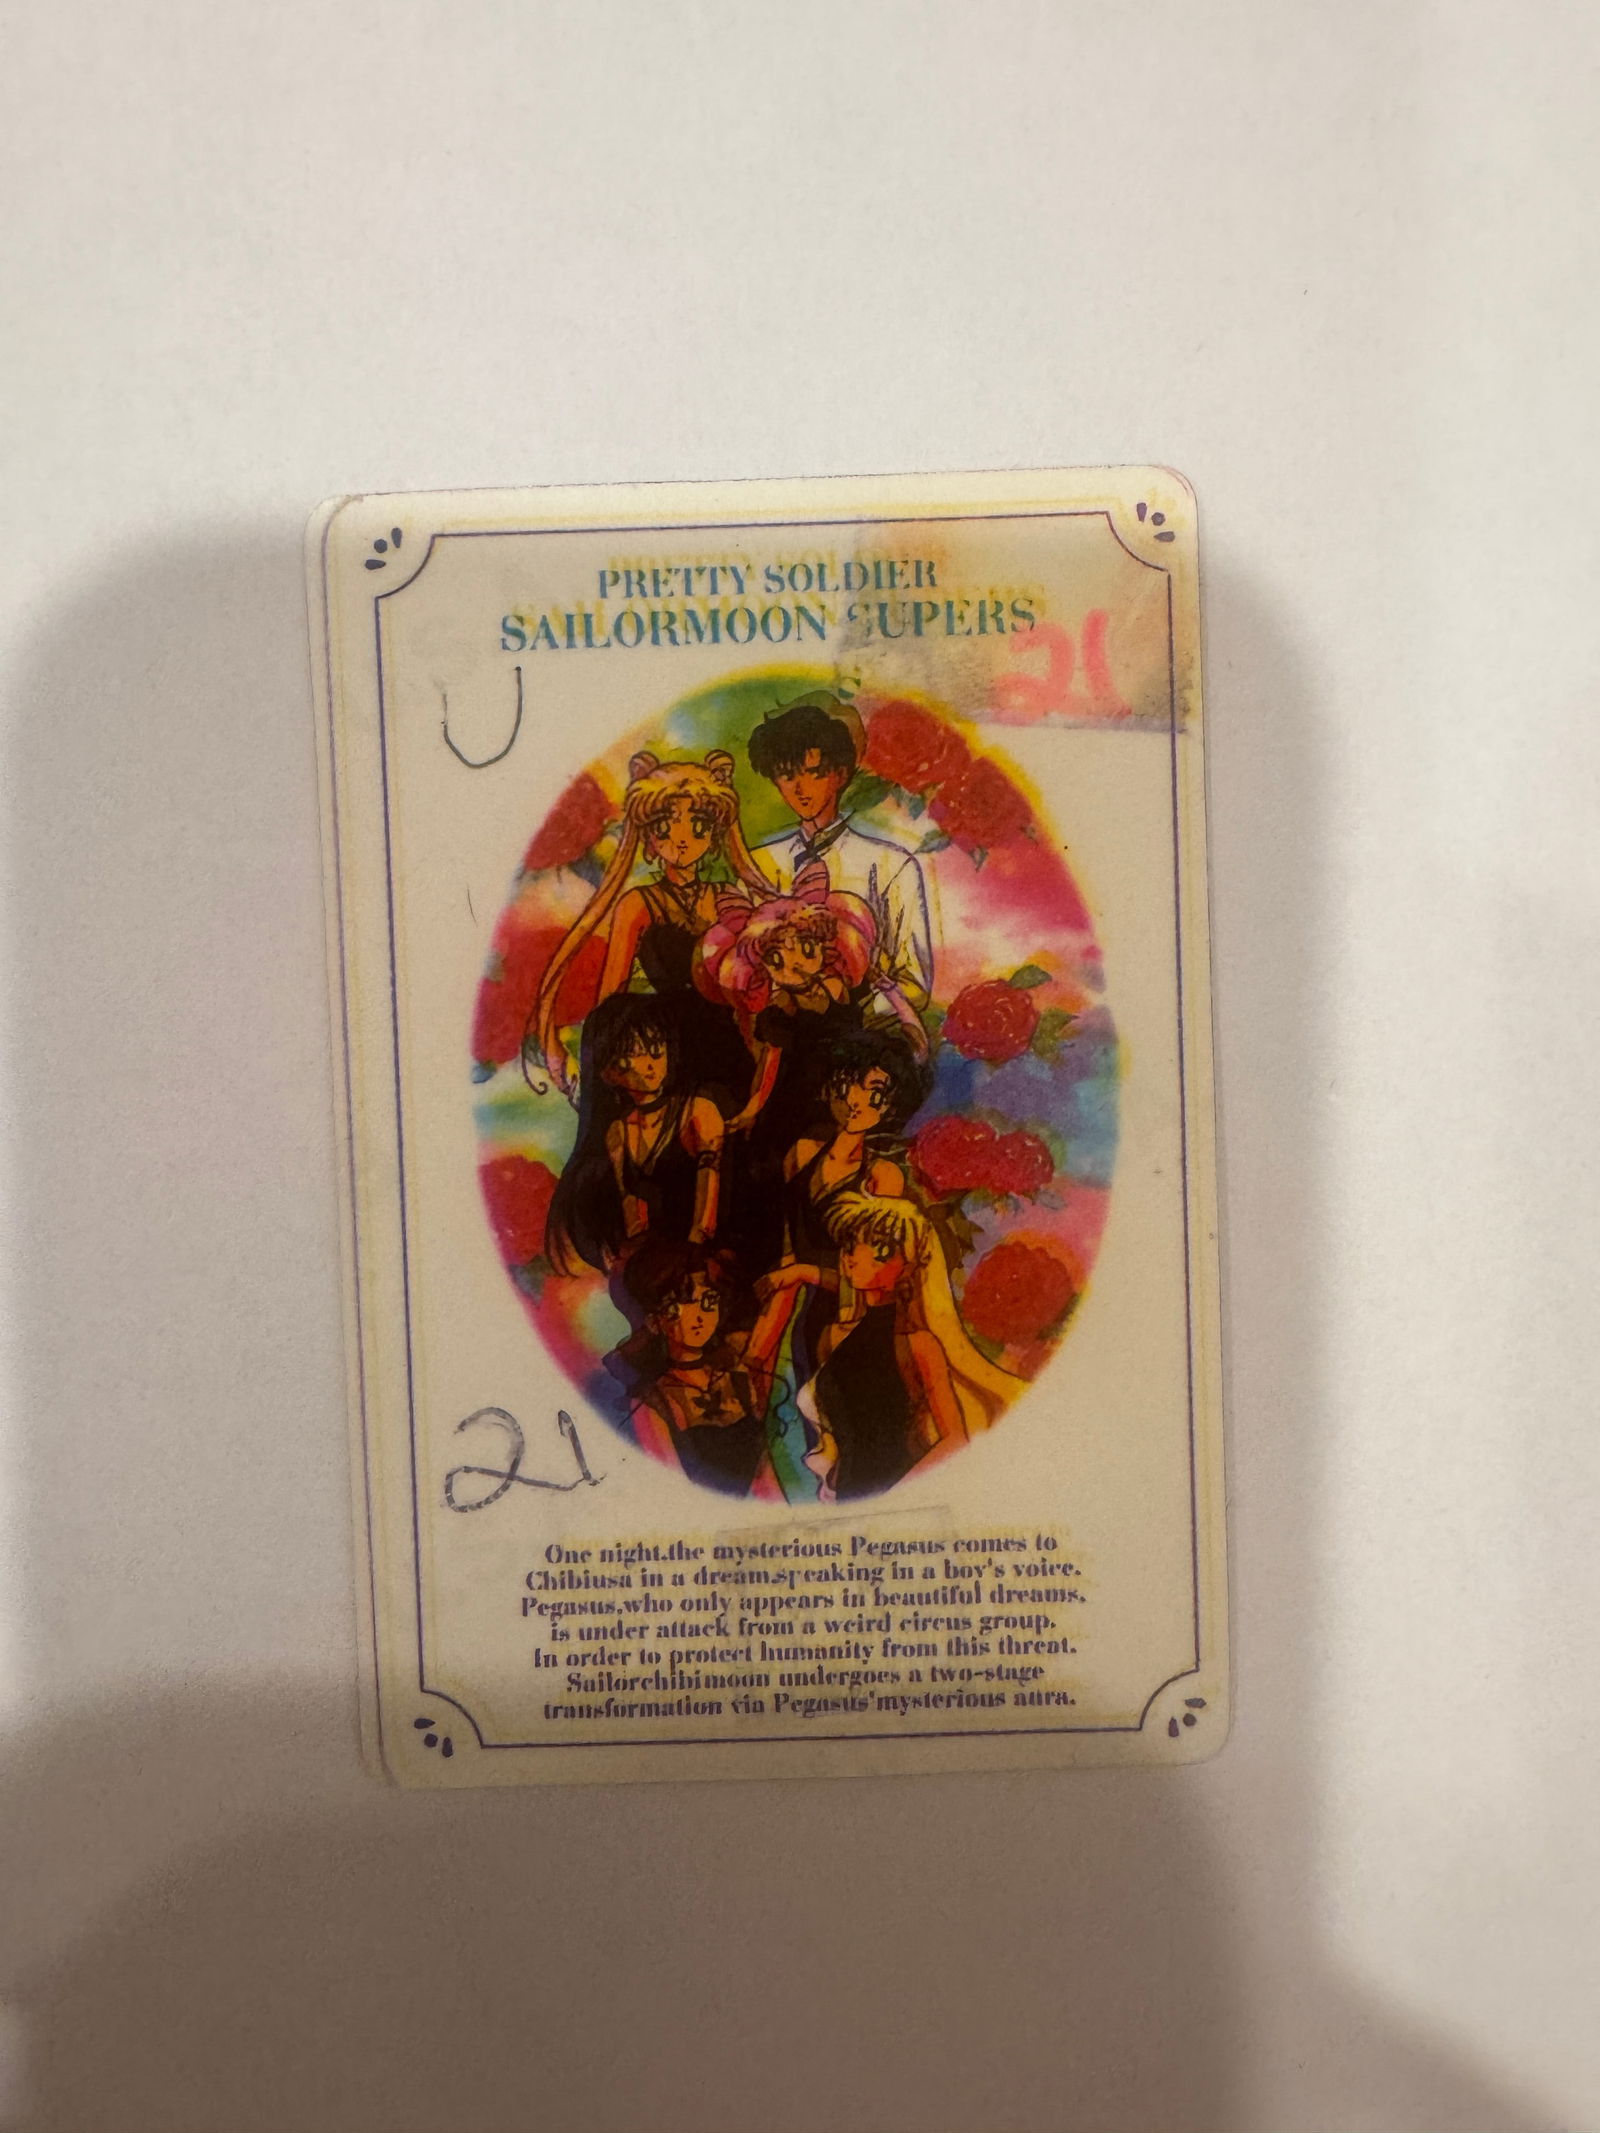 PRETTY SOLDIER
SAILORMOON SUPERS
21
U
S
21
One night.the mysterious Pegasus comes to
Chibiusa in a dream.speaking in a boy's voice.
Pegasus.who only appears in beautiful dreams.
is under attack from a weird circus group.
In order to protect humanity from this threat.
Sailorchibimoon undergoes a two-stage
transformation via Pegasus'mysterious aura.